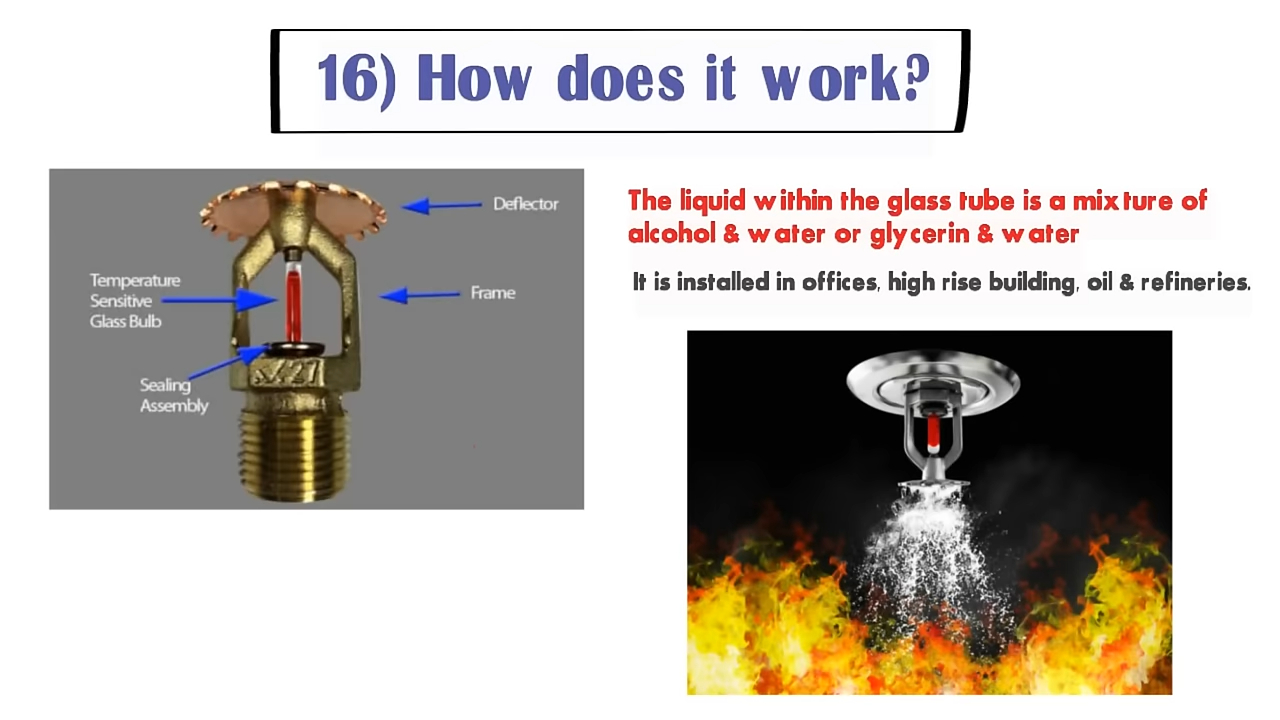 16) How does it work?
Deflector
Temperature
Sensitive
Glass Bulb
Frame
Sealing
Assembly
The liquid within the glass tube is a mixture of
alcohol & water or glycerin & water
It is installed in offices, high rise building, oil & refineries.